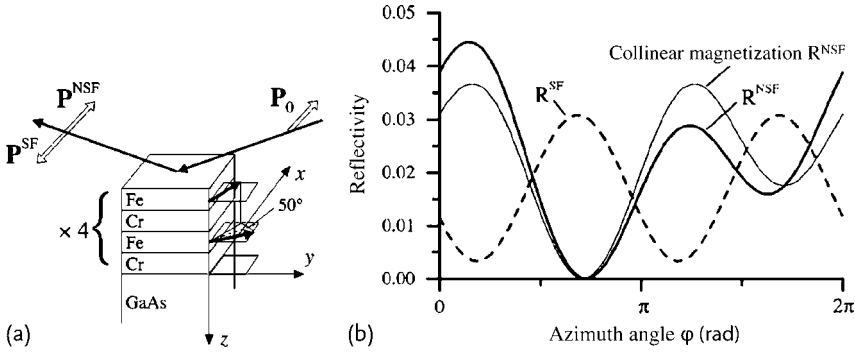 P^NSF
P^SF
P₀
x
Fe
Cr
× 4
Fe
Cr
50°
y
GaAs
z
(a)
0.05
0.04
0.03
0.02
0.01
0.00
Reflectivity
Collinear magnetization R^NSF
R^SF
R^NSF
0
π
2π
Azimuth angle φ (rad)
(b)